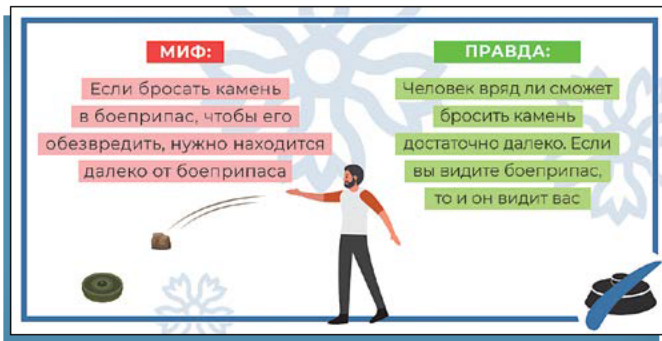 МИФ:
Если бросать камень
в боеприпас, чтобы его
обезвредить, нужно находится
далеко от боеприпаса
ПРАВДА:
Человек вряд ли сможет
бросить камень
достаточно далеко. Если
вы видите боеприпас,
то и он видит вас